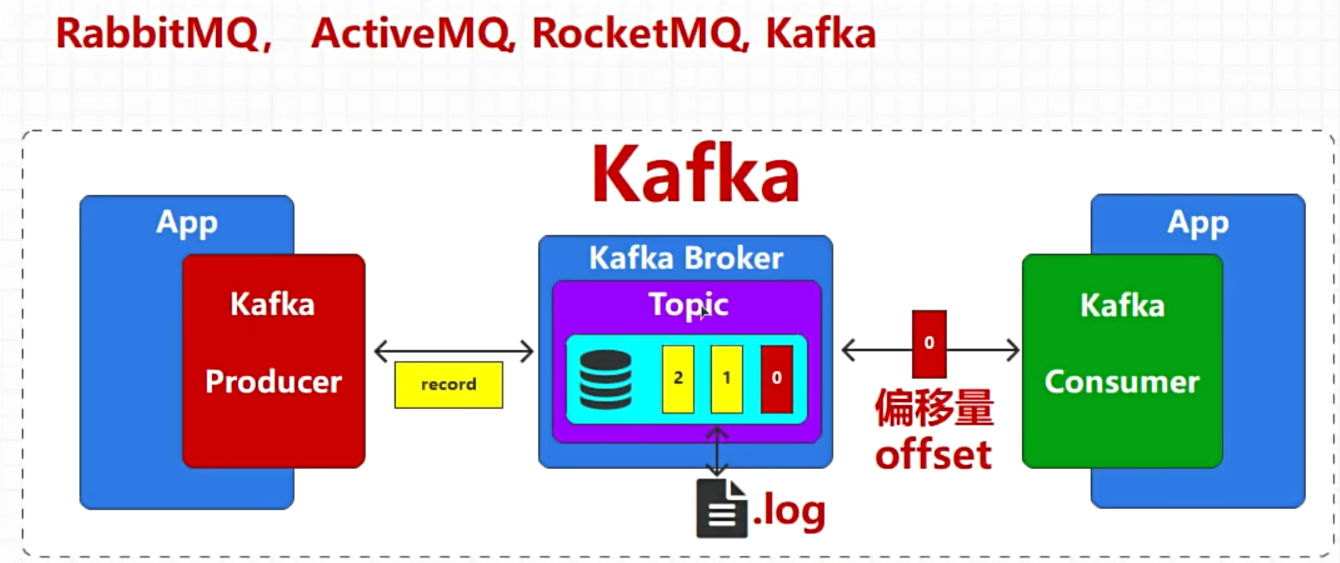 RabbitMQ， ActiveMQ, RocketMQ, Kafka
Kafka
App
Kafka
Producer
record
Kafka Broker
Topic
2 1 0
.log
0
偏移量
offset
App
Kafka
Consumer